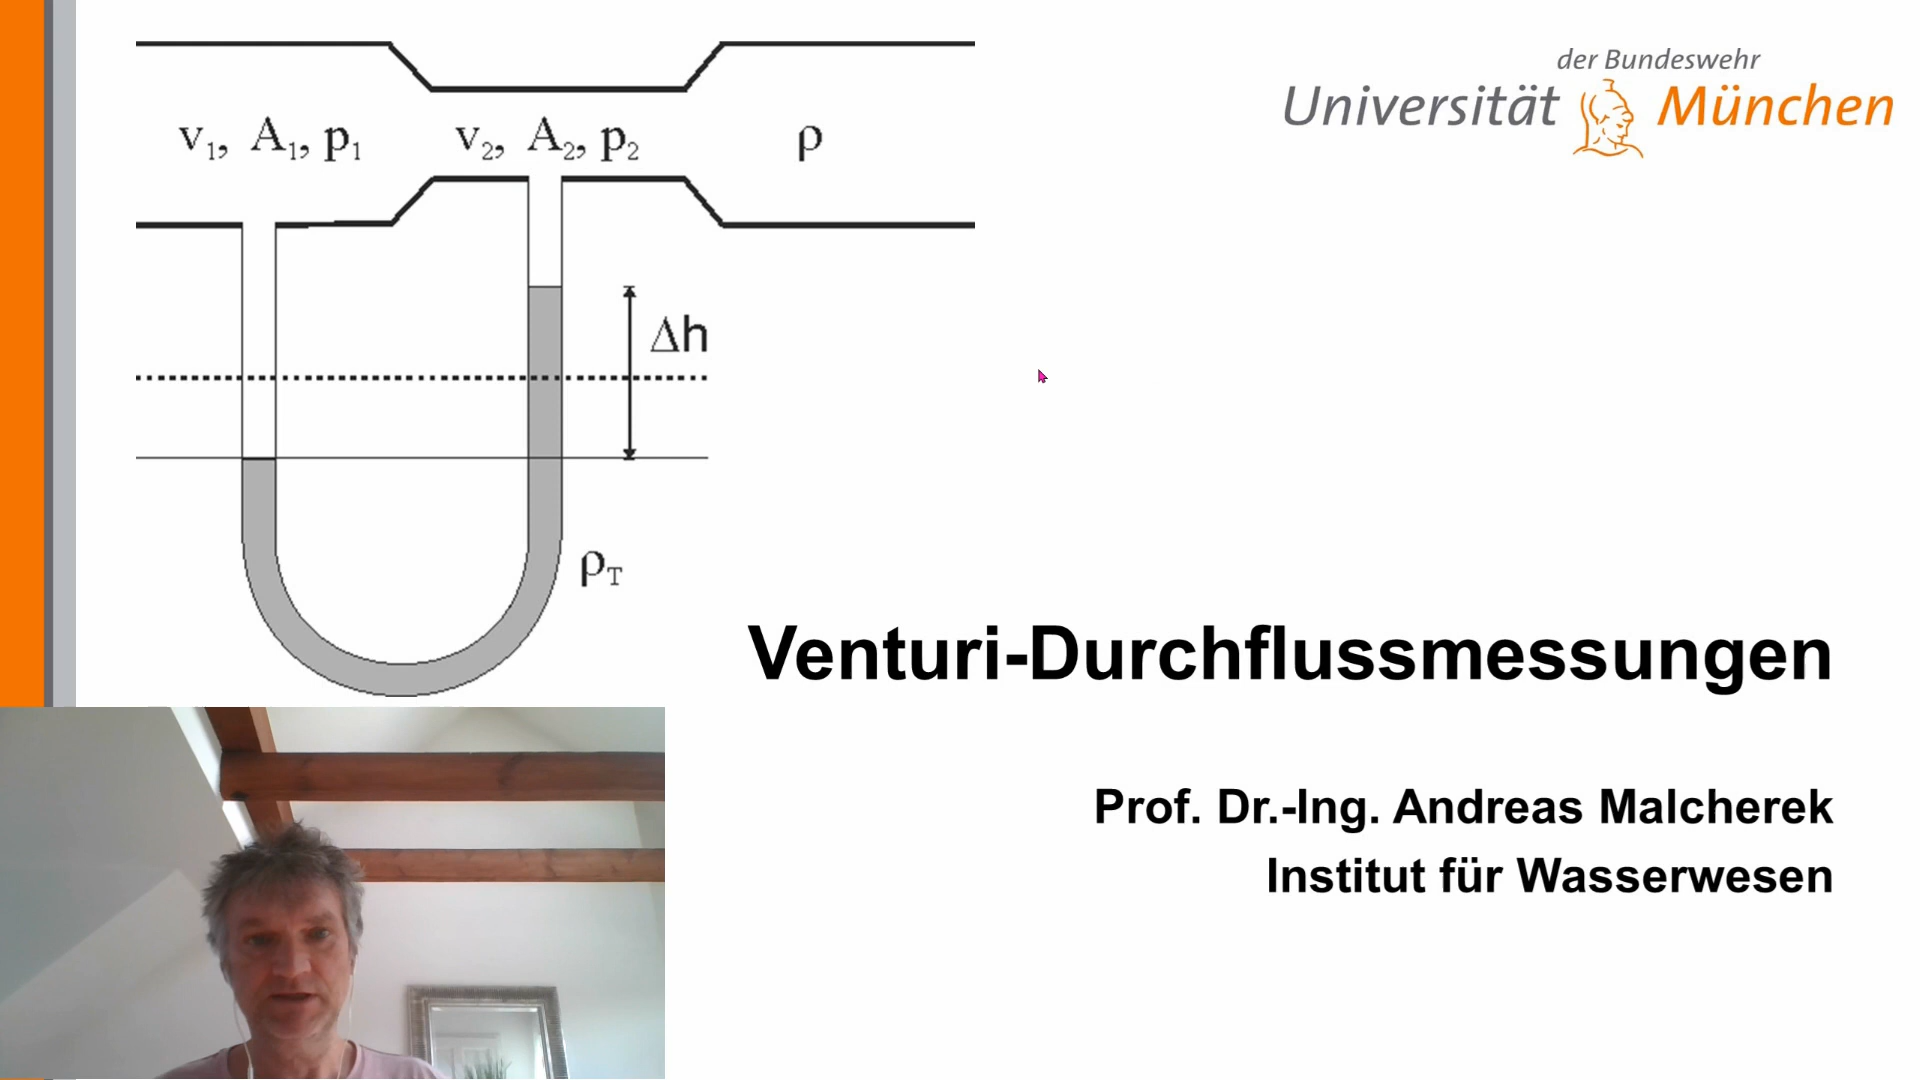 der Bundeswehr
Universität München
v₁, A₁, p₁ v₂, A₂, p₂ ρ
Δh
ρT
Venturi-Durchflussmessungen
Prof. Dr.-Ing. Andreas Malcherek
Institut für Wasserwesen